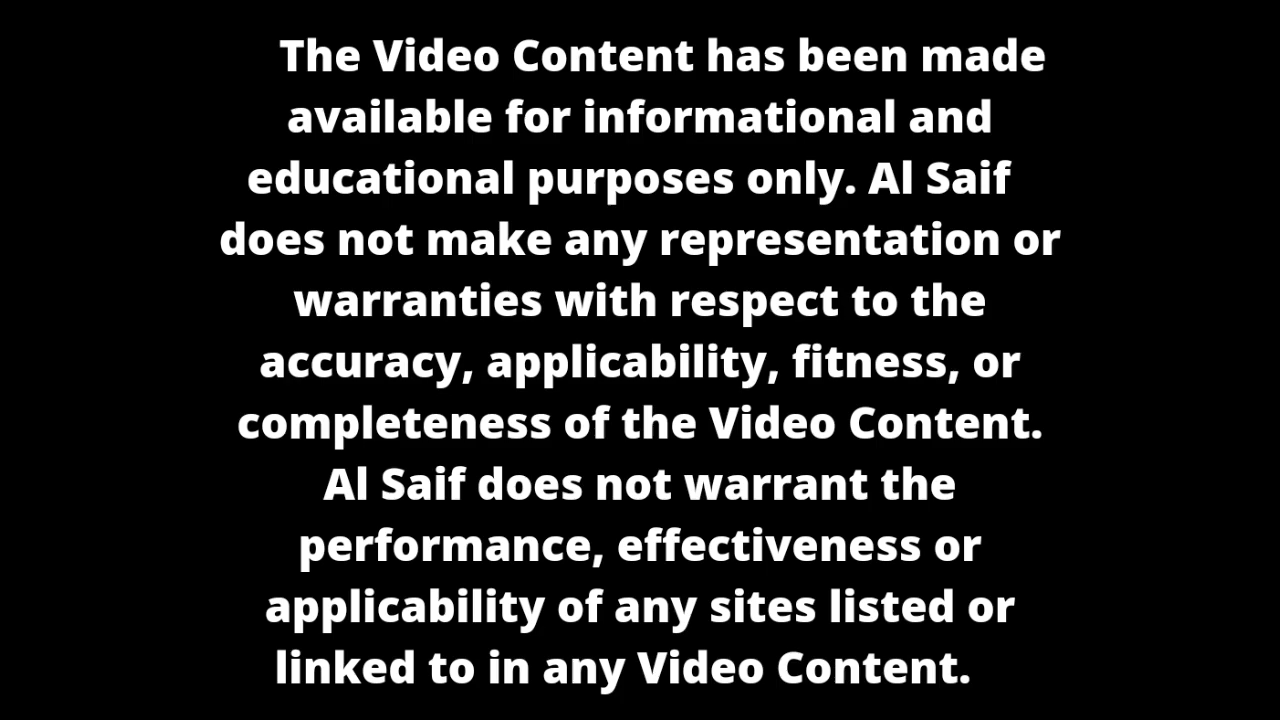 The Video Content has been made
available for informational and
educational purposes only. Al Saif
does not make any representation or
warranties with respect to the
accuracy, applicability, fitness, or
completeness of the Video Content.
Al Saif does not warrant the
performance, effectiveness or
applicability of any sites listed or
linked to in any Video Content.